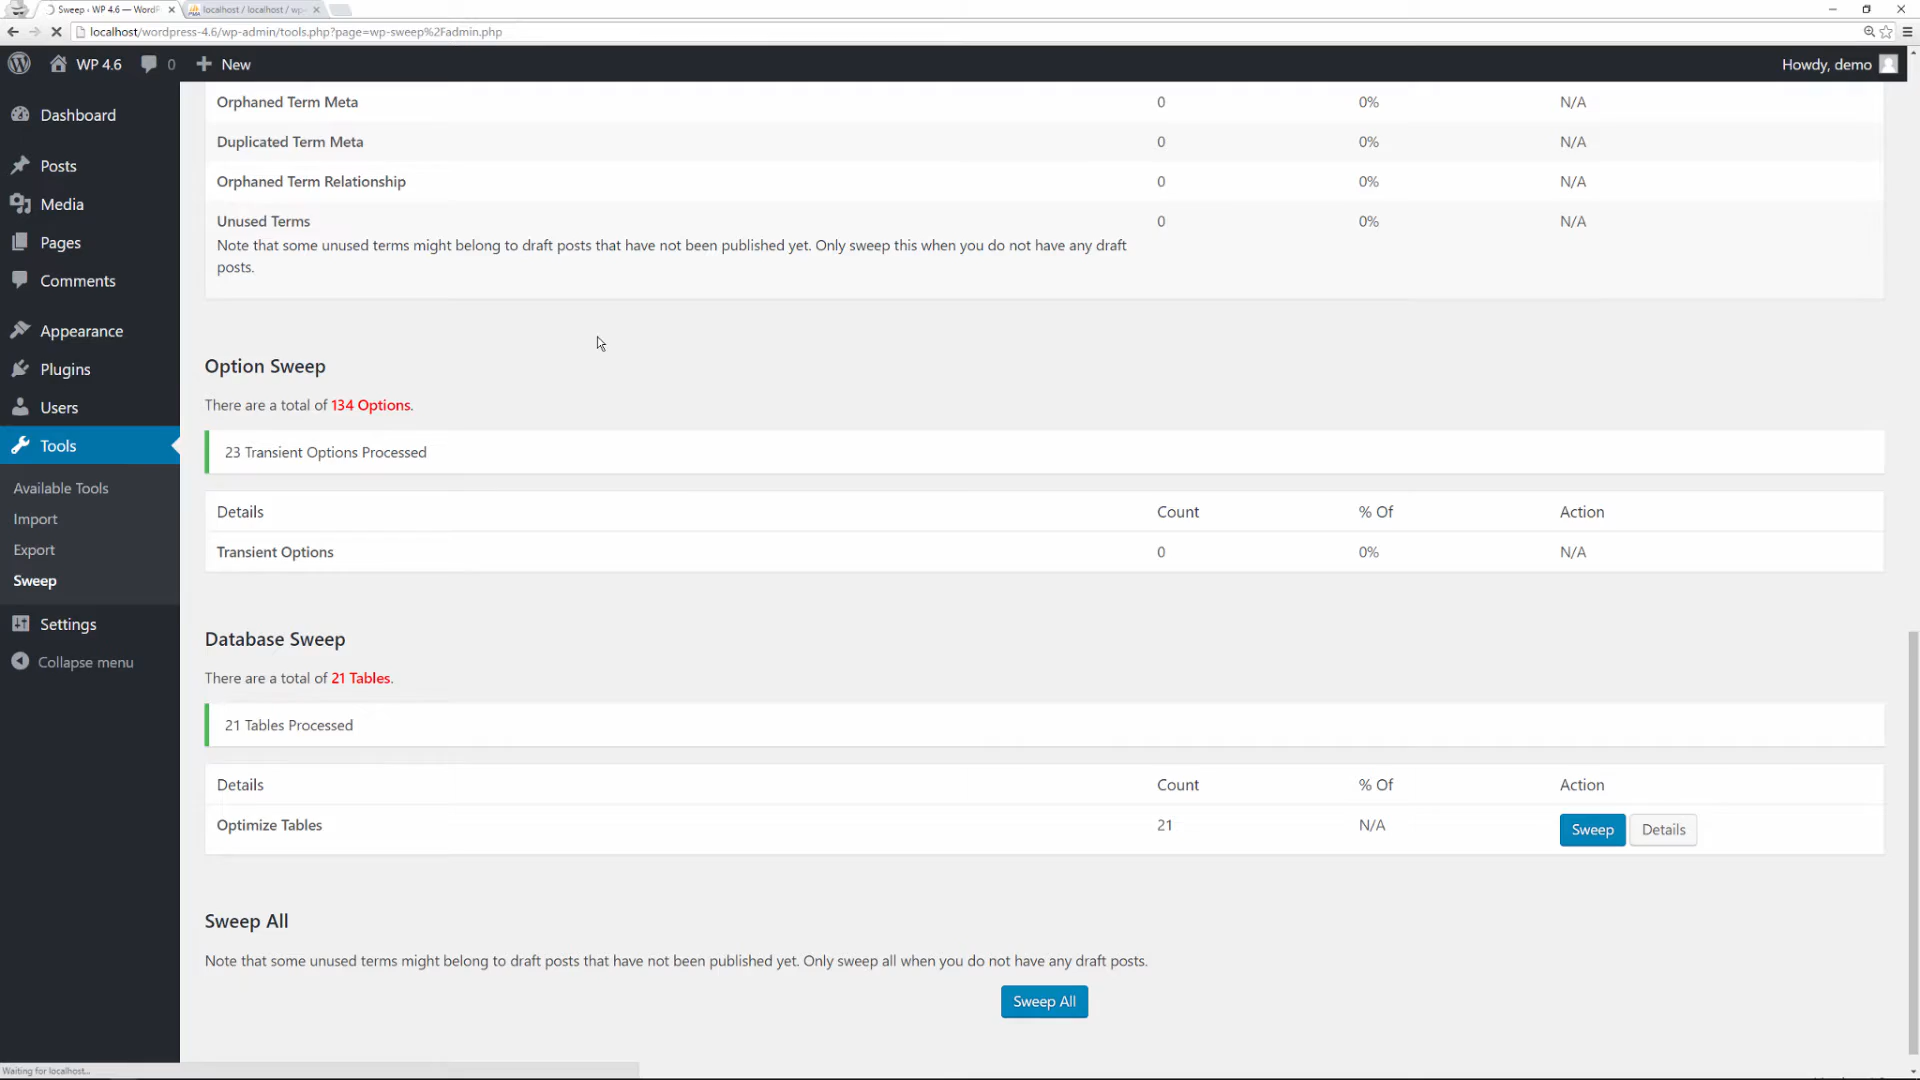 Sweep ‹ WP 4.6 — WordP
localhost / localhost / wp-
localhost/wordpress-4.6/wp-admin/tools.php?page=wp-sweep%2Fadmin.php
WP 4.6
0
New
Howdy, demo
Dashboard
Posts
Media
Pages
Comments
Appearance
Plugins
Users
Tools
Available Tools
Import
Export
Sweep
Settings
Collapse menu
Orphaned Term Meta 0 0% N/A
Duplicated Term Meta 0 0% N/A
Orphaned Term Relationship 0 0% N/A
Unused Terms 0 0% N/A
Note that some unused terms might belong to draft posts that have not been published yet. Only sweep this when you do not have any draft
posts.
Option Sweep
There are a total of 134 Options.
23 Transient Options Processed
Details Count % Of Action
Transient Options 0 0% N/A
Database Sweep
There are a total of 21 Tables.
21 Tables Processed
Details Count % Of Action
Optimize Tables 21 N/A Sweep Details
Sweep All
Note that some unused terms might belong to draft posts that have not been published yet. Only sweep all when you do not have any draft posts.
Sweep All
Waiting for localhost...